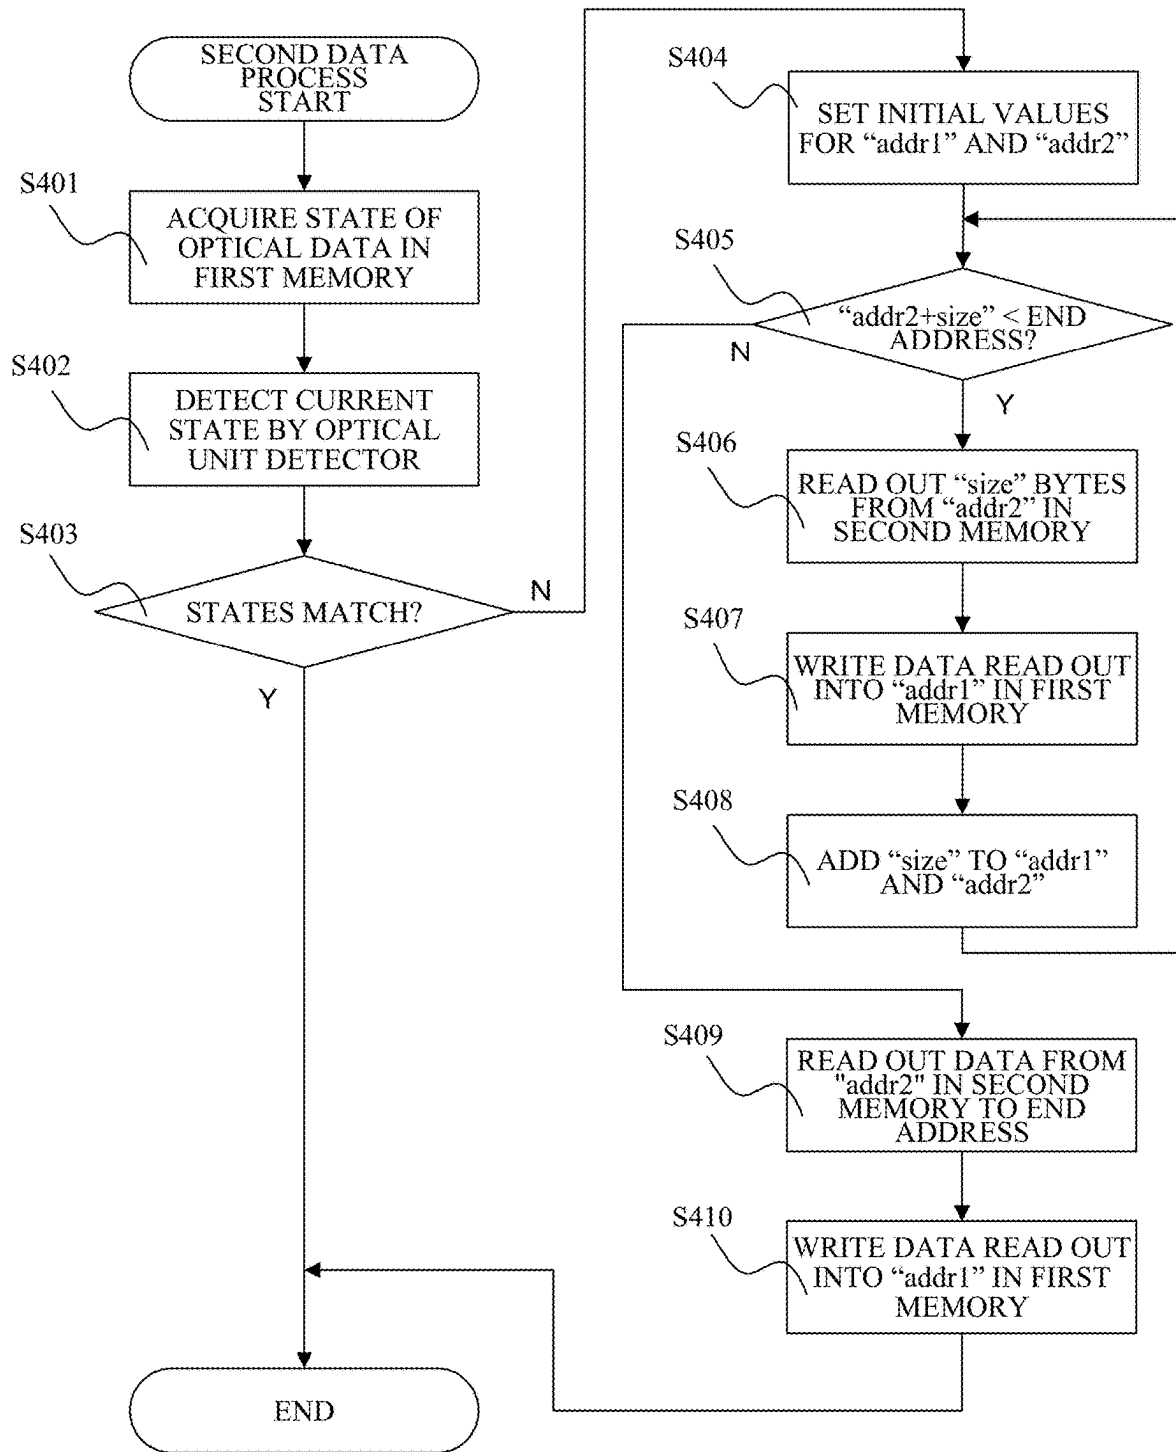 SECOND DATA
PROCESS
START
S401
ACQUIRE STATE OF
OPTICAL DATA IN
FIRST MEMORY
S402
DETECT CURRENT
STATE BY OPTICAL
UNIT DETECTOR
S403
STATES MATCH?
N
Y
END
S404
SET INITIAL VALUES
FOR “addr1” AND “addr2”
S405
“addr2+size” < END
ADDRESS?
N
Y
S406
READ OUT “size” BYTES
FROM “addr2” IN
SECOND MEMORY
S407
WRITE DATA READ OUT
INTO “addr1” IN FIRST
MEMORY
S408
ADD “size” TO “addr1”
AND “addr2”
S409
READ OUT DATA FROM
"addr2" IN SECOND
MEMORY TO END
ADDRESS
S410
WRITE DATA READ OUT
INTO “addr1” IN FIRST
MEMORY